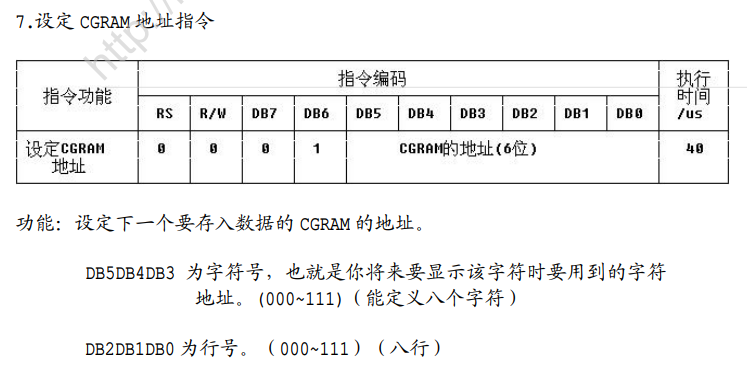 7.设定 CGRAM 地址指令
指令功能
指令编码
执行时间/us
RS R/W DB7 DB6 DB5 DB4 DB3 DB2 DB1 DB0
设定CGRAM地址
0 0 0 1 CGRAM的地址(6位) 40
功能：设定下一个要存入数据的 CGRAM 的地址。
DB5DB4DB3 为字符号，也就是你将来要显示该字符时要用到的字符
地址。(000~111)（能定义八个字符）
DB2DB1DB0 为行号。（000~111）（八行）